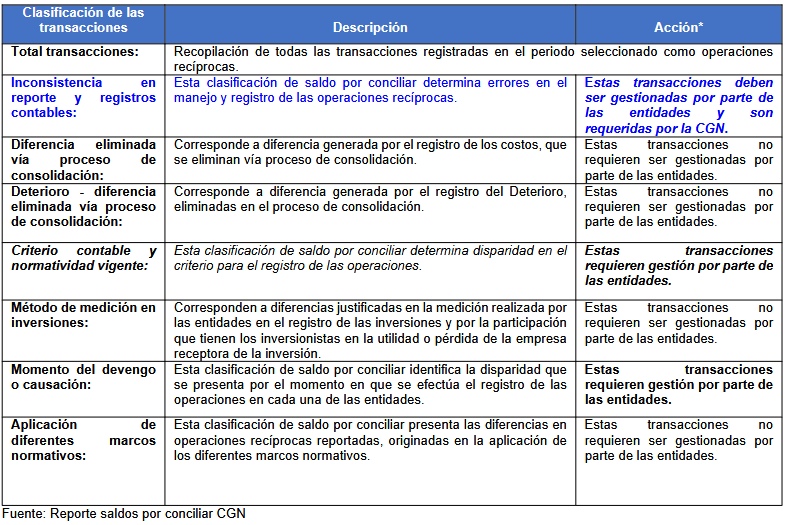 Clasificación de las transacciones
Descripción
Acción*
Total transacciones:
Recopilación de todas las transacciones registradas en el periodo seleccionado como operaciones
recíprocas.
Inconsistencia en
reporte y registros
contables:
Esta clasificación de saldo por conciliar determina errores en el
manejo y registro de las operaciones recíprocas.
Estas transacciones deben
ser gestionadas por parte de
las entidades y son
requeridas por la CGN.
Diferencia eliminada
vía proceso de
consolidación:
Corresponde a diferencia generada por el registro de los costos, que
se eliminan vía proceso de consolidación.
Estas transacciones no
requieren ser gestionadas por
parte de las entidades.
Deterioro - diferencia
eliminada vía proceso
de consolidación:
Corresponde a diferencia generada por el registro del Deterioro,
eliminadas en el proceso de consolidación.
Estas transacciones no
requieren ser gestionadas por
parte de las entidades.
Criterio contable y
normatividad vigente:
Esta clasificación de saldo por conciliar determina disparidad en el
criterio para el registro de las operaciones.
Estas transacciones
requieren gestión por parte de
las entidades.
Método de medición en
inversiones:
Corresponden a diferencias justificadas en la medición realizada por
las entidades en el registro de las inversiones y por la participación
que tienen los inversionistas en la utilidad o pérdida de la empresa
receptora de la inversión.
Estas transacciones no
requieren ser gestionadas por
parte de las entidades.
Momento del devengo
o causación:
Esta clasificación de saldo por conciliar identifica la disparidad que
se presenta por el momento en que se efectúa el registro de las
operaciones en cada una de las entidades.
Estas transacciones
requieren gestión por parte de
las entidades.
Aplicación de
diferentes marcos
normativos:
Esta clasificación de saldo por conciliar presenta las diferencias en
operaciones recíprocas reportadas, originadas en la aplicación de
los diferentes marcos normativos.
Estas transacciones no
requieren ser gestionadas por
parte de las entidades.
Fuente: Reporte saldos por conciliar CGN